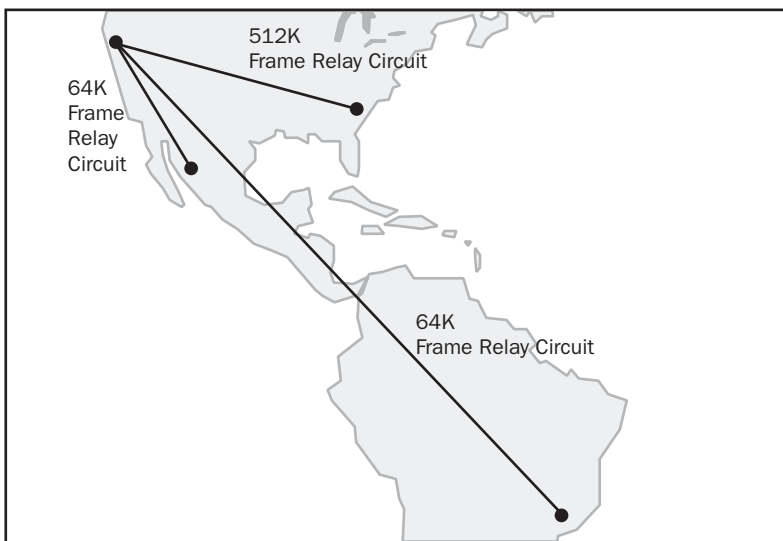 512K
Frame Relay Circuit
64K
Frame
Relay
Circuit
64K
Frame Relay Circuit